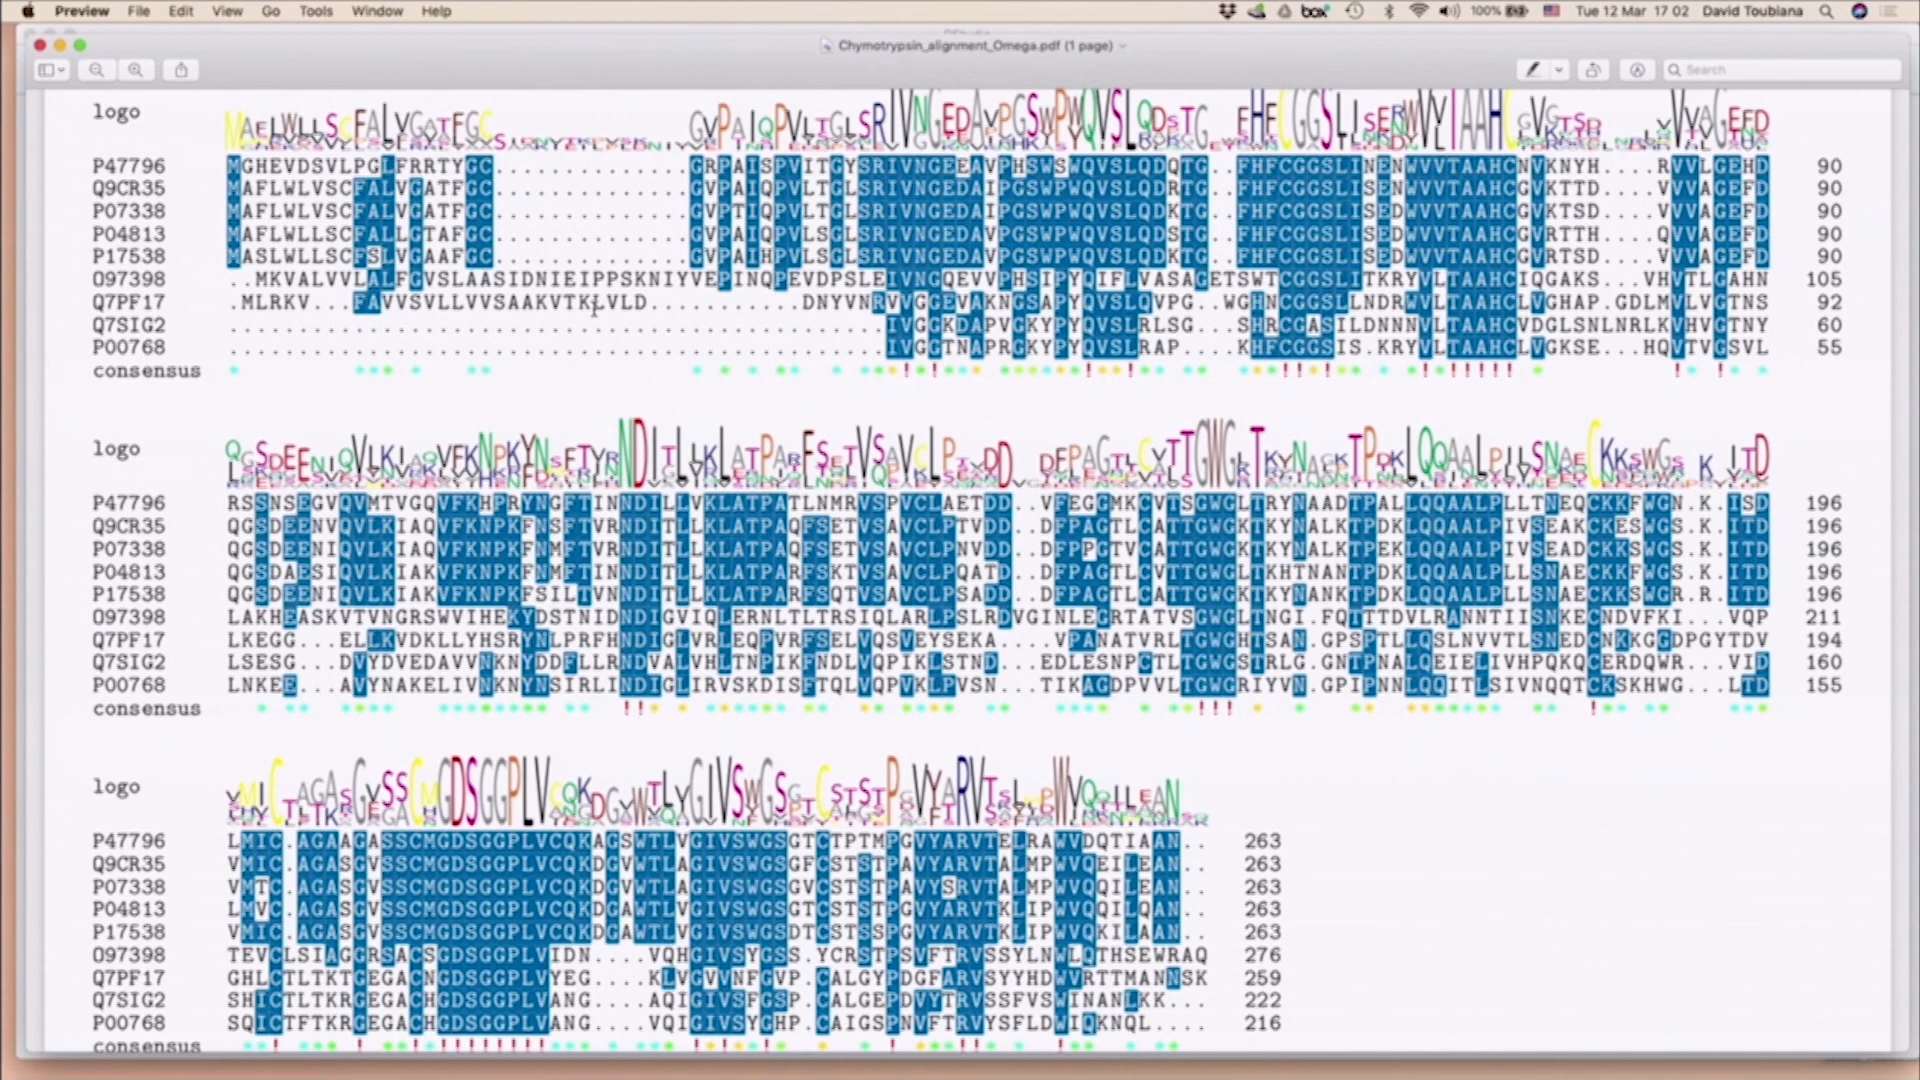 Preview File Edit View Go Tools Window Help box 100% Tue 12 Mar 17 02 David Toubiana
Chymotrypsin_alignment_Omega.pdf (1 page)
Search
logo
P47796 MGHEVDSVLPGLFRRTYGC..............GRPAISPVITGYSRIVNGEEAVPHSWSWQVSLQDQTG..FHFCGGSLINENWVVTAAHCNVKNYH....RVVLGEHD 90
Q9CR35 MAFLWLVSCFALVGATFGC..............GVPAIQPVLTGLSRIVNGEDAIPGSWPWQVSLQDRTG..FHFCGGSLISENWVVTAAHCGVKTTD....VVVAGEFD 90
P07338 MAFLWLVSCFALVGATFGC..............GVPTIQPVLTGLSRIVNGEDAIPGSWPWQVSLQDKTG..FHFCGGSLISEDWVVTAAHCGVKTSD....VVVAGEFD 90
P04813 MAFLWLLSCFALLGTAFGC..............GVPAIQPVLSGLSRIVNGEDAVPGSWPWQVSLQDSTG..FHFCGGSLISEDWVVTAAHCGVRTTH....QVVAGEFD 90
P17538 MASLWLLSCFSLVGAAFGC..............GVPAIHPVLSGLSRIVNGEDAVPGSWPWQVSLQDKTG..FHFCGGSLISEDWVVTAAHCGVRTSD....VVVAGEFD 90
O97398 ..MKVALVVLALFGVSLAASIDNIEIPPSKNIYVEPINQPEVDPSLEIVNGQEVVPHSIPYQIFLVASAGETSWTCGGSLITKRYVLTAAHCIQGAKS...VHVTLGAHN 105
Q7PF17 .MLRKV...FAVVSVLLVVSAAKVTKLVLD...........DNYVNRVVGGEVAKNGSAPYQVSLQVPG..WGHNCGGSLLNDRWVLTAAHCLVGHAP.GDLMVLVGTNS 92
Q7SIG2 ...............................................IVGGKDAPVGKYPYQVSLRLSG...SHRCGASILDNNNVLTAAHCVDGLSNLNRLKVHVGTNY 60
P00768 ...............................................IVGGTNAPRGKYPYQVSLRAP....KHFCGGSIS.KRYVLTAAHCLVGKSE...HQVTVGSVL 55
consensus
logo
P47796 RSSNSEGVQVMTVGQVFKHPRYNGFTINNDILLVKLATPATLNMRVSPVCLAETDD..VFEGGMKCVTSGWGLTRYNAADTPALLQQAALPLLTNEQCKKFWGN.K.ISD 196
Q9CR35 QGSDEENVQVLKIAQVFKNPKFNSFTVRNDITLLKLATPAQFSETVSAVCLPTVDD..DFPAGTLCATTGWGKTKYNALKTPDKLQQAALPIVSEAKCKESWGS.K.ITD 196
P07338 QGSDEENIQVLKIAQVFKNPKFNMFTVRNDITLLKLATPAQFSETVSAVCLPNVDD..DFPPGTVCATTGWGKTKYNALKTPEKLQQAALPIVSEADCKKSWGS.K.ITD 196
P04813 QGSDAESIQVLKIAKVFKNPKFNMFTINNDITLLKLATPARFSKTVSAVCLPQATD..DFPAGTLCVTTGWGLTKHTNANTPDKLQQAALPLLSNAECKKFWGS.K.ITD 196
P17538 QGSDEENIQVLKIAKVFKNPKFSILTVNNDITLLKLATPARFSQTVSAVCLPSADD..DFPAGTLCATTGWGKTKYNANKTPDKLQQAALPLLSNAECKKSWGR.R.ITD 196
O97398 LAKHEASKVTVNGRSWVIHEKYDSTNIDNDIGVIQLERNLTLTRSIQLARLPSLRDVGINLEGRTATVSGWGLTNGI.FQTTTDVLRANNTIISNKECNDVFKI...VQP 211
Q7PF17 LKEGG...ELLKVDKLLYHSRYNLPRFHNDIGLVRLEQPVRFSELVQSVEYSEKA.....VPANATVRLTGWGHTSAN.GPSPTLLQSLNVVTLSNEDCNKKGGDPGYTDV 194
Q7SIG2 LSESG...DVYDVEDAVVNKNYDDFLLRNDVALVHLTNPIKFNDLVQPIKLSTND...EDLESNPCTLTGWGSTRLG.GNTPNALQEIELIVHPQKQCERDQWR...VID 160
P00768 LNKEE...AVYNAKELIVNKNYNSIRLINDIGLIRVSKDISFTQLVQPVKLPVSN...TIKAGDPVVLTGWGRIYVN.GPIPNNLQQITLSIVNQQTCKSKHWG...LTD 155
consensus
logo
P47796 LMIC.AGAAGASSCMGDSGGPLVCQKAGSWTLVGIVSWGSGTCTPTMPGVYARVTELRAWVDQTIAAN.. 263
Q9CR35 VMIC.AGASGVSSCMGDSGGPLVCQKDGVWTLAGIVSWGSGFCSTSTPAVYARVTALMPWVQEILEAN.. 263
P07338 VMTC.AGASGVSSCMGDSGGPLVCQKDGVWTLAGIVSWGSGVCSTSTPAVYSRVTALMPWVQQILEAN.. 263
P04813 LMVC.AGASGVSSCMGDSGGPLVCQKDGAWTLVGIVSWGSGTCSTSTPGVYARVTKLIPWVQQILQAN.. 263
P17538 VMIC.AGASGVSSCMGDSGGPLVCQKDGAWTLVGIVSWGSDTCSTSSPGVYARVTKLIPWVQKILAAN.. 263
O97398 TEVCLSIAGGRSACSGDSGGPLVIDN....VQHGIVSYGSS.YCRSTPSVFTRVSSYLNWLQTHSEWRAQ 276
Q7PF17 GHLCTLTKTGEGACNGDSGGPLVYEG....KLVGVVNFGVP.CALGYPDGFARVSYYHDWVRTTMANNSK 259
Q7SIG2 SHICTLTKRGEGACHGDSGGPLVANG....AQIGIVSFGSP.CALGEPDVYTRVSSFVSWINANLKK... 222
P00768 SQICTFTKRGEGACHGDSGGPLVANG....VQIGIVSYGHP.CAIGSPNVFTRVYSFLDWIQKNQL.... 216
consensus